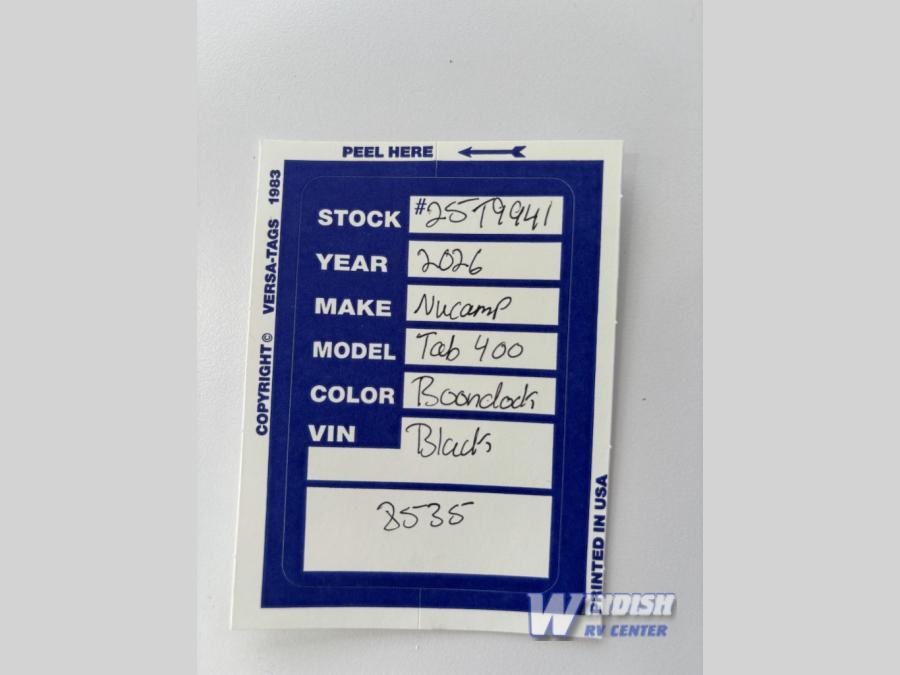 PEEL HERE
COPYRIGHT © VERSA-TAGS 1983
STOCK #25T9941
YEAR 2026
MAKE Nucamp
MODEL Tab 400
COLOR Boondock
VIN Black
8535
PRINTED IN USA
WINDISH
RV CENTER